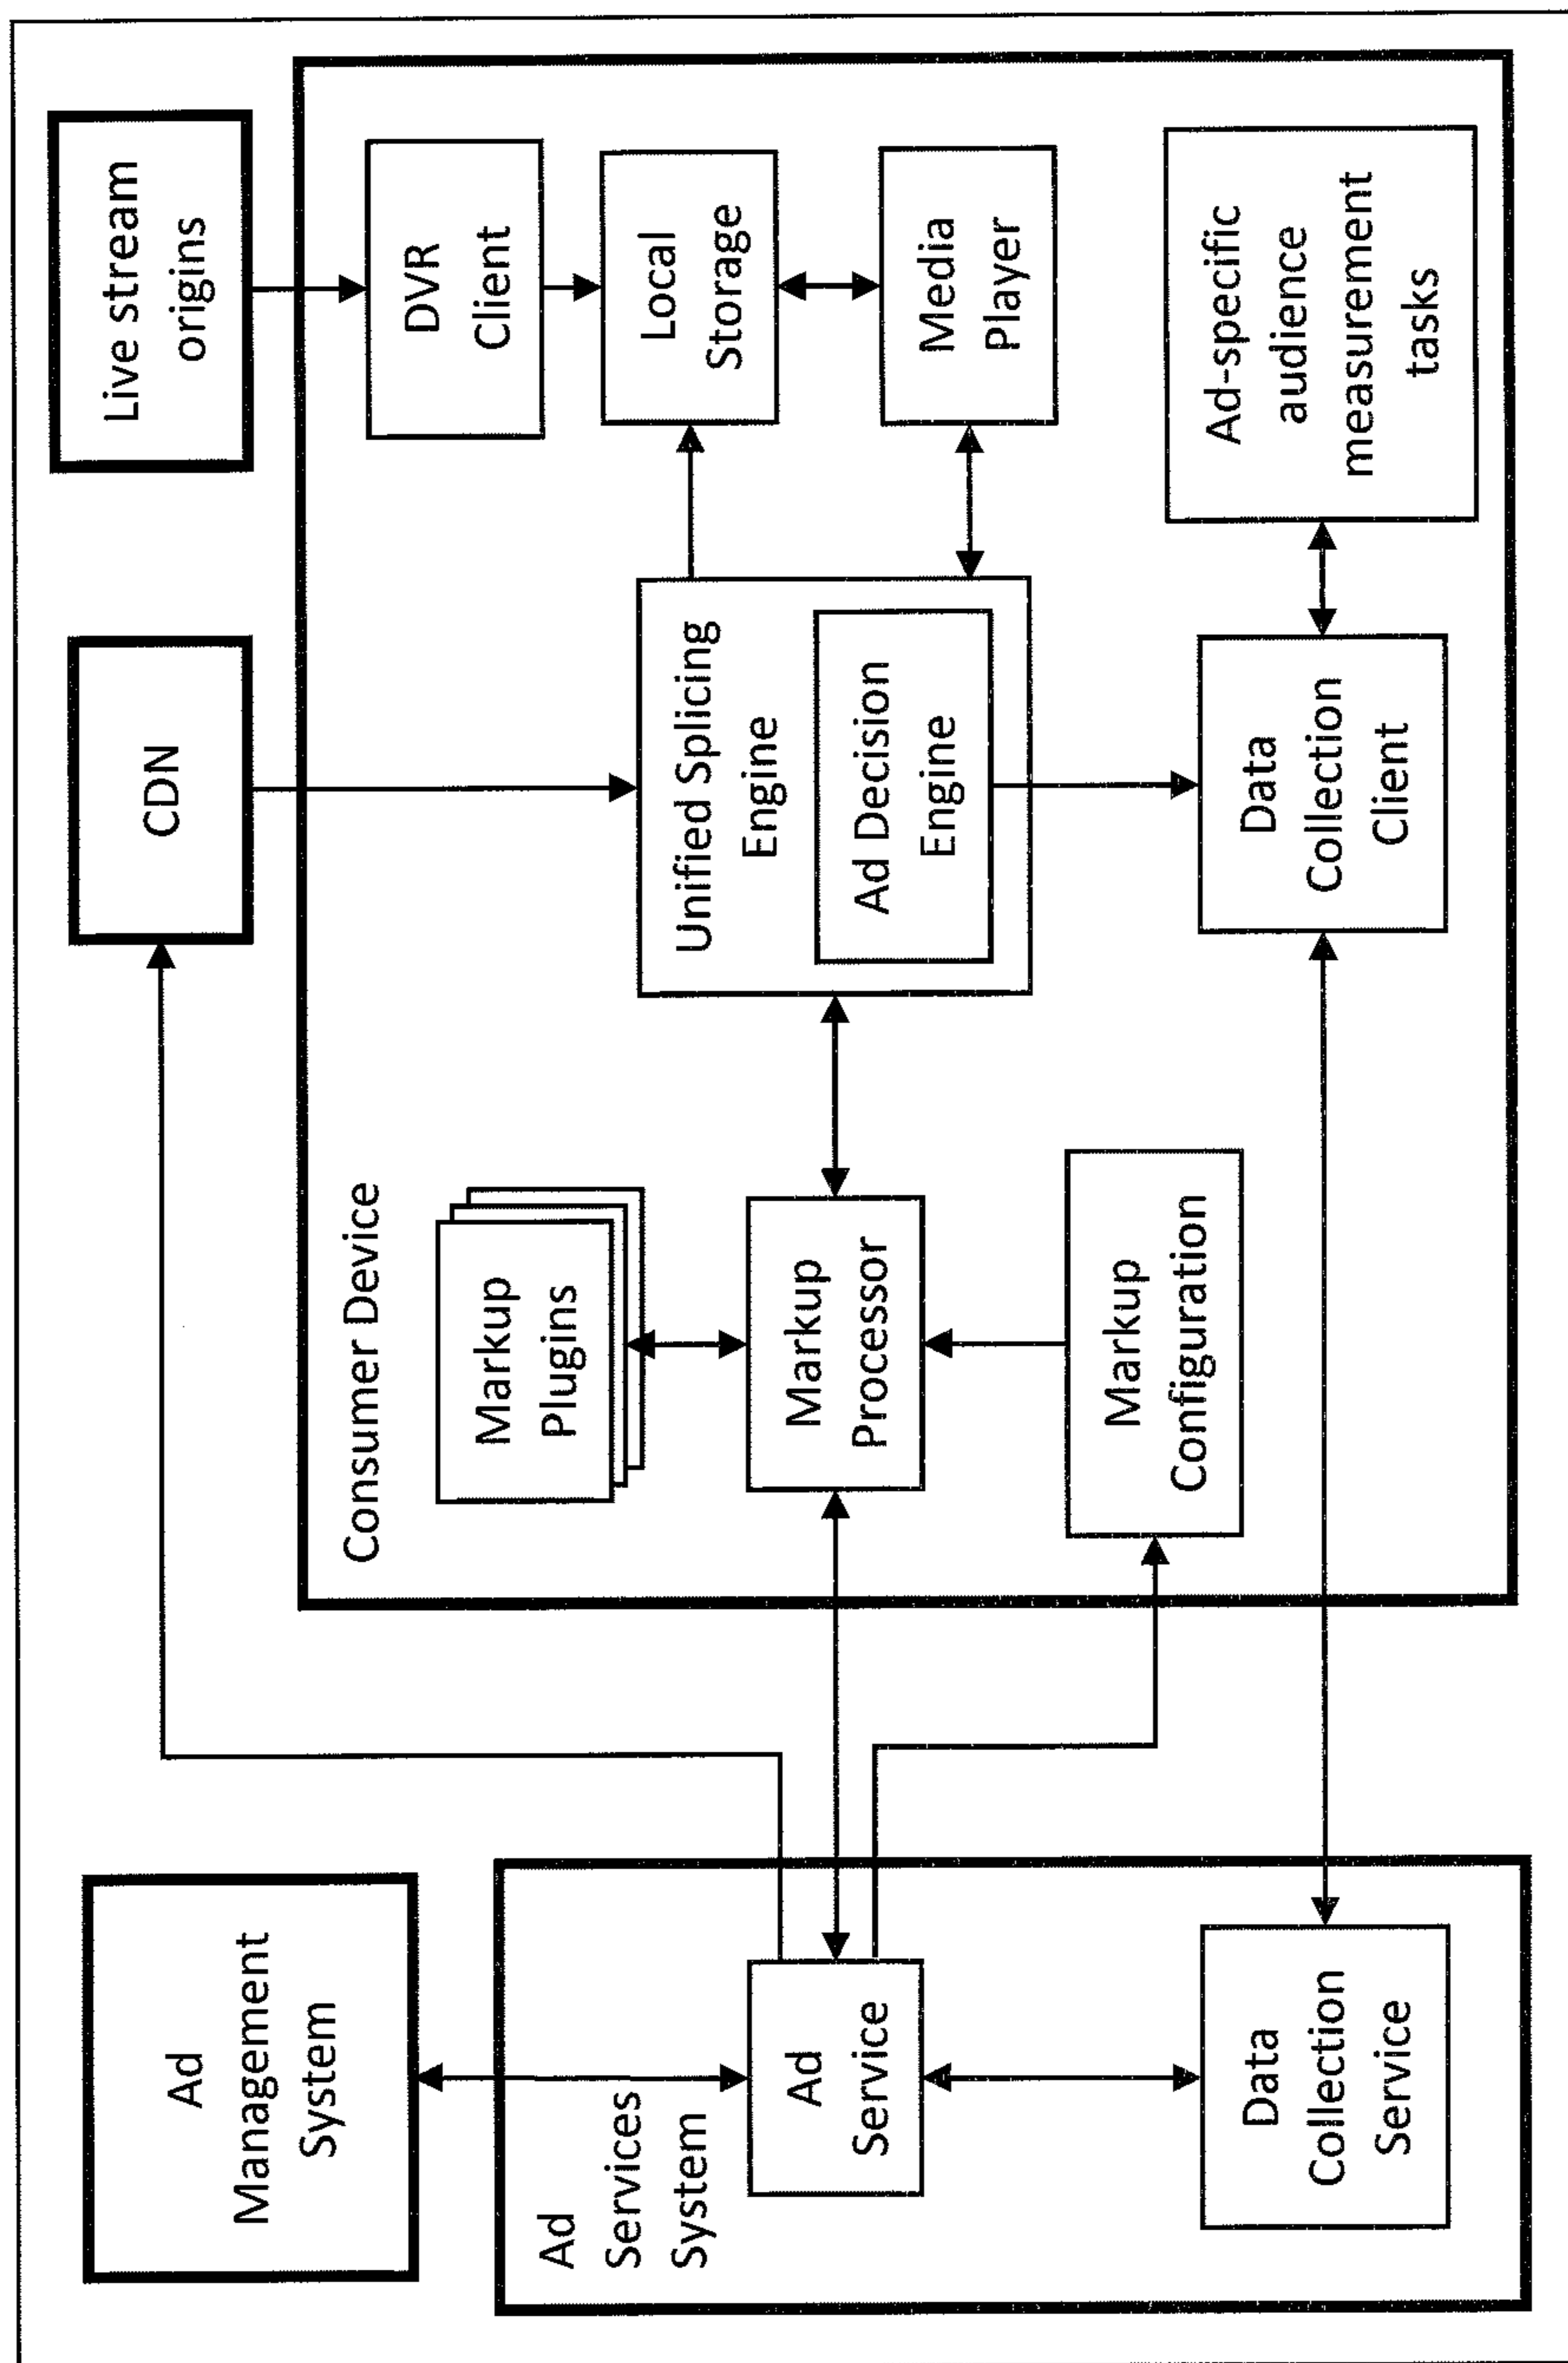 Ad
Management
System
CDN
Live stream
origins
Ad
Services
System
Ad
Service
Data
Collection
Service
Consumer Device
Markup
Plugins
Markup
Processor
Markup
Configuration
Unified Splicing
Engine
Ad Decision
Engine
Data
Collection
Client
DVR
Client
Local
Storage
Media
Player
Ad-specific
audience
measurement
tasks